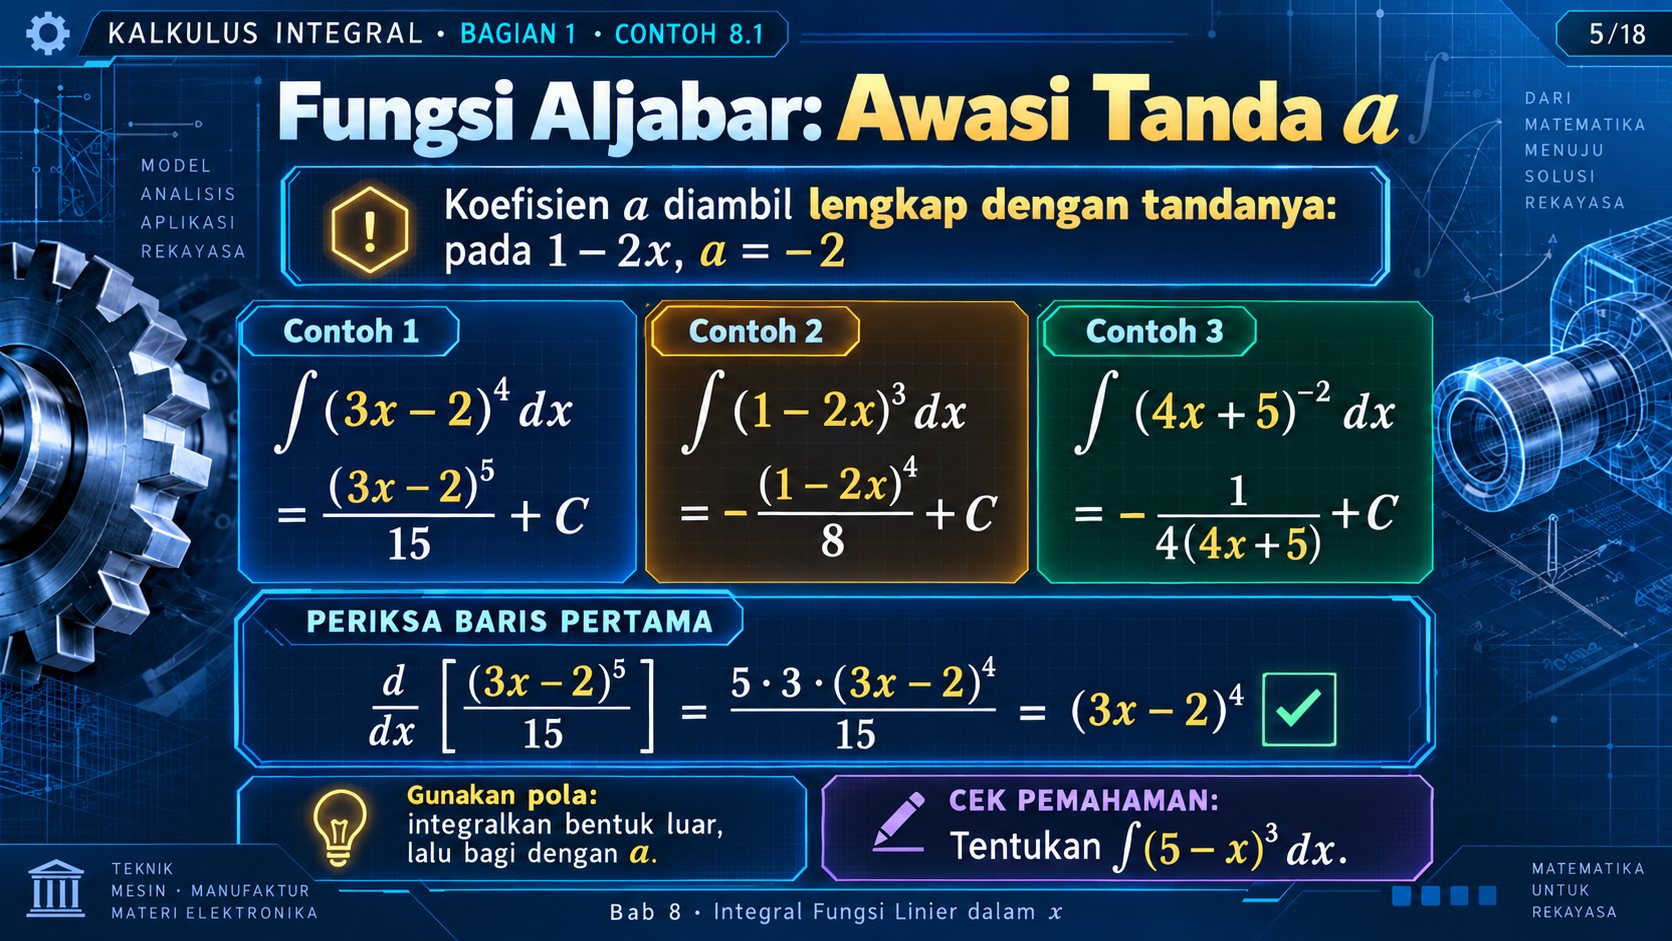 KALKULUS INTEGRAL • BAGIAN 1 • CONTOH 8.1
5/18
Fungsi Aljabar: Awasi Tanda a
MODEL
ANALISIS
APLIKASI
REKAYASA
DARI
MATEMATIKA
MENUJU
SOLUSI
REKAYASA
!
Koefisien a diambil lengkap dengan tandanya:
pada 1 − 2x, a = −2
Contoh 1
∫ (3x − 2)^4 dx
= (3x − 2)^5 / 15 + C
Contoh 2
∫ (1 − 2x)^3 dx
= − (1 − 2x)^4 / 8 + C
Contoh 3
∫ (4x + 5)^−2 dx
= − 1 / 4(4x + 5) + C
PERIKSA BARIS PERTAMA
d/dx [(3x − 2)^5 / 15] = 5 · 3 · (3x − 2)^4 / 15 = (3x − 2)^4 ✓
Gunakan pola:
integralkan bentuk luar,
lalu bagi dengan a.
CEK PEMAHAMAN:
Tentukan ∫(5 − x)^3 dx.
TEKNIK
MESIN · MANUFAKTUR
MATERI ELEKTRONIKA
Bab 8 · Integral Fungsi Linier dalam x
MATEMATIKA
UNTUK
REKAYASA